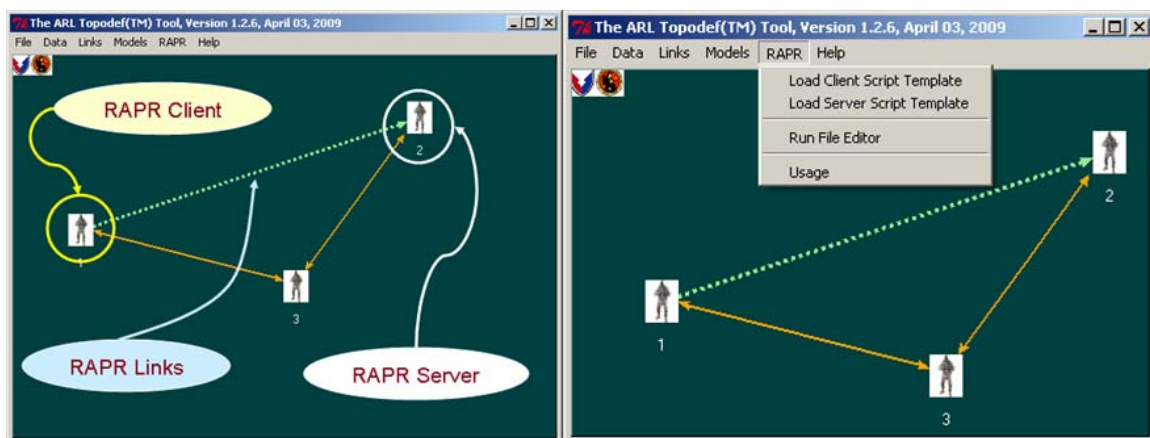 The ARL Topodef(TM) Tool, Version 1.2.6, April 03, 2009
File Data Links Models RAPR Help
RAPR Client
2
1
3
RAPR Links
RAPR Server
The ARL Topodef(TM) Tool, Version 1.2.6, April 03, 2009
File Data Links Models RAPR Help
Load Client Script Template
Load Server Script Template
Run File Editor
Usage
2
1
3